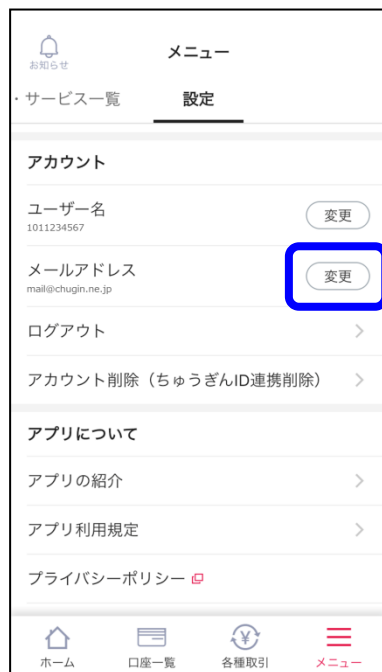 お知らせ
メニュー
・サービス一覧
設定
アカウント
ユーザー名
変更
1011234567
メールアドレス
変更
mail@chugin.ne.jp
ログアウト
アカウント削除（ちゅうぎんID連携削除）
アプリについて
アプリの紹介
アプリ利用規定
プライバシーポリシー
ホーム
口座一覧
各種取引
メニュー